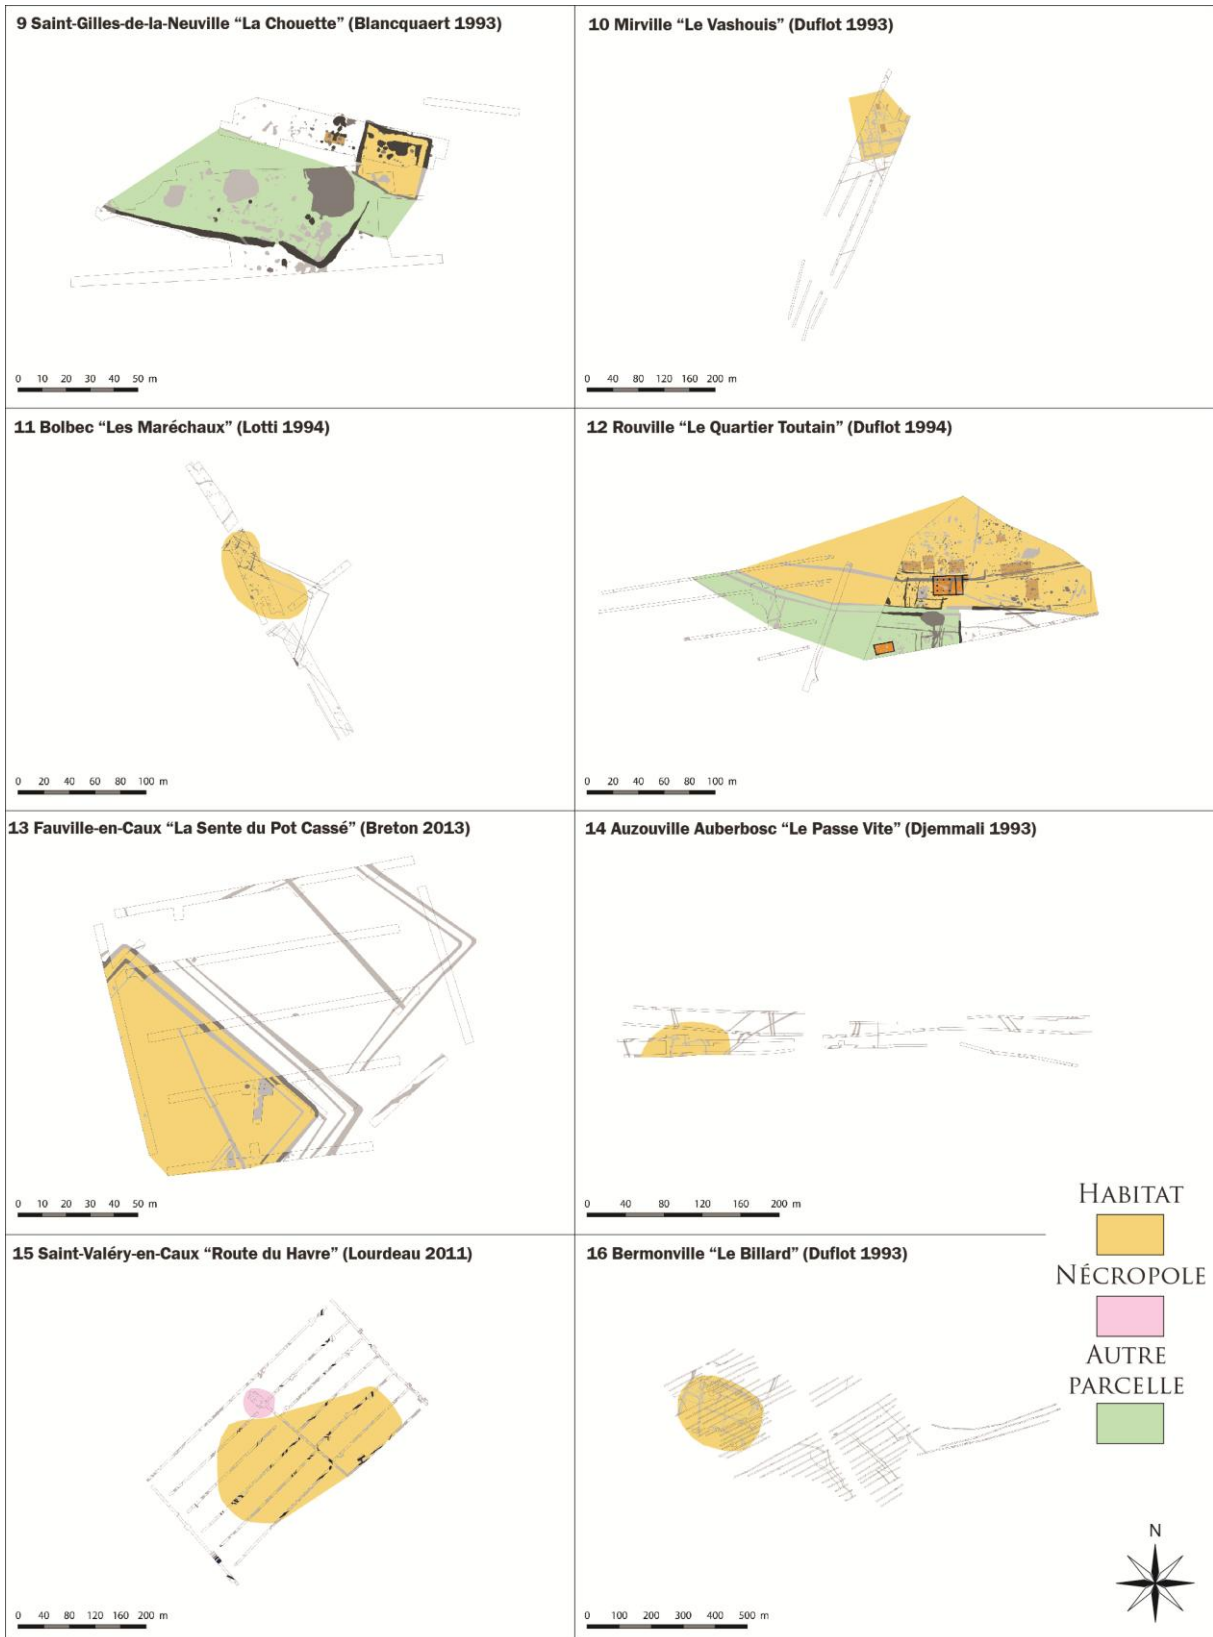 9 Saint-Gilles-de-la-Neuville “La Chouette” (Blancquaert 1993)
0 10 20 30 40 50 m
10 Mirville “Le Vashouis” (Duflot 1993)
0 40 80 120 160 200 m
11 Bolbec “Les Maréchaux” (Lotti 1994)
0 20 40 60 80 100 m
12 Rouville “Le Quartier Toutain” (Duflot 1994)
0 20 40 60 80 100 m
13 Fauville-en-Caux “La Sente du Pot Cassé” (Breton 2013)
0 10 20 30 40 50 m
14 Auzouville Auberbosc “Le Passe Vite” (Djemmali 1993)
0 40 80 120 160 200 m
15 Saint-Valéry-en-Caux “Route du Havre” (Lourdeau 2011)
0 40 80 120 160 200 m
16 Bermonville “Le Billard” (Duflot 1993)
0 100 200 300 400 500 m
HABITAT
NÉCROPOLE
AUTRE
PARCELLE
N